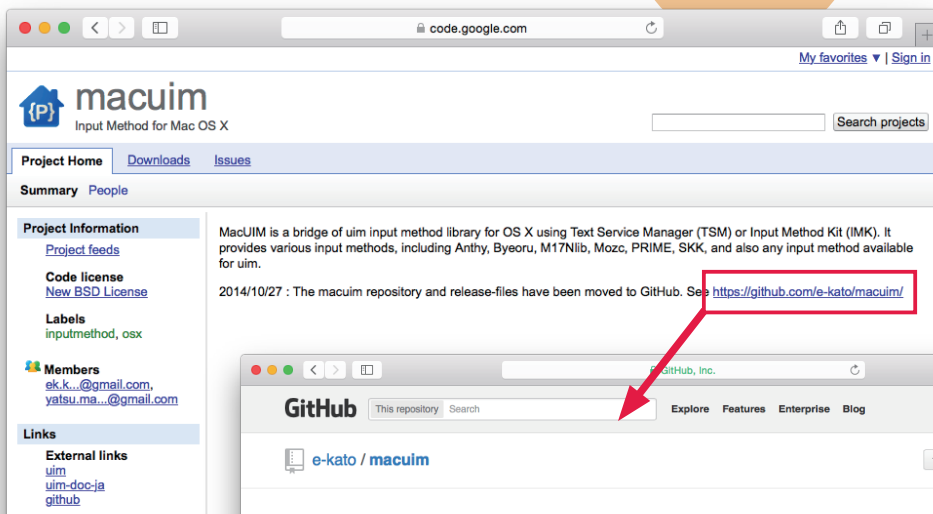 code.google.com
My favorites ▼ | Sign in
{P}
macuim
Input Method for Mac OS X
Search projects
Project Home Downloads Issues
Summary People
Project Information
Project feeds
Code license
New BSD License
Labels
inputmethod, osx
Members
ek.k...@gmail.com,
yatsu.ma...@gmail.com
Links
External links
uim
uim-doc-ja
github
MacUIM is a bridge of uim input method library for OS X using Text Service Manager (TSM) or Input Method Kit (IMK). It
provides various input methods, including Anthy, Byeoru, M17Nlib, Mozc, PRIME, SKK, and also any input method available
for uim.
2014/10/27 : The macuim repository and release-files have been moved to GitHub. See https://github.com/e-kato/macuim/
GitHub, Inc.
GitHub This repository Search Explore Features Enterprise Blog
e-kato / macuim